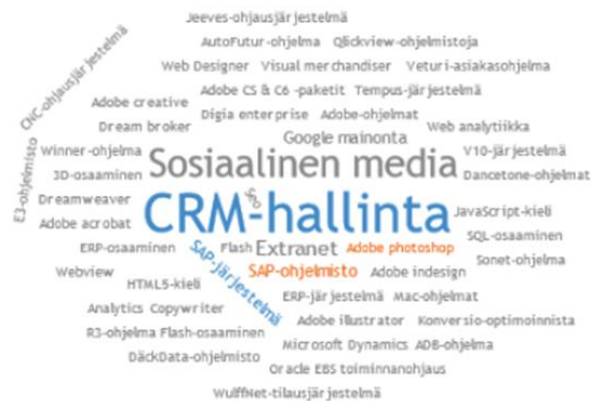 Jeeves-ohjausjärjestelmä
CNC-ohjausjärjestelmä
AutoFutur-ohjelma Qlickview-ohjelmistoja
Web Designer Visual merchandiser Veturi-asiakasohjelma
Adobe CS & C6 -paketit Tempus-järjestelmä
Adobe creative
Digia enterprise Adobe-ohjelmat
Dream broker Web analytiikka
Google mainonta
Winner-ohjelma Sosiaalinen media V10-järjestelmä
3D-osaaminen Dancetone-ohjelmat
E3-ohjelmisto
Seo
Dreamweaver CRM-hallinta JavaScript-kieli
Adobe acrobat
SQL-osaaminen
ERP-osaaminen SAP-järjestelmä Flash Extranet Adobe photoshop
Sonet-ohjelma
Webview SAP-ohjelmisto Adobe indesign
HTML5-kieli
ERP-järjestelmä Mac-ohjelmat
Analytics Copywriter
Adobe illustrator Konversio-optimoinnista
R3-ohjelma Flash-osaaminen
Microsoft Dynamics ADB-ohjelma
DäckData-ohjelmisto
Oracle EBS toiminnanohjaus
WulffNet-tilausjärjestelmä